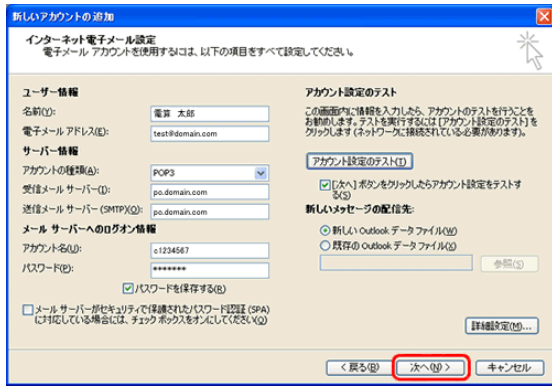 新しいアカウントの追加
インターネット電子メール設定
電子メール アカウントを使用するには、以下の項目をすべて設定してください。
ユーザー情報
名前(Y):
電算 太郎
電子メール アドレス(E):
test@domain.com
サーバー情報
アカウントの種類(A):
POP3
受信メール サーバー(I):
po.domain.com
送信メール サーバー (SMTP)(O):
po.domain.com
メール サーバーへのログオン情報
アカウント名(U):
c1234567
パスワード(P):
*******
パスワードを保存する(R)
メール サーバーがセキュリティで保護されたパスワード認証 (SPA)
に対応している場合には、チェック ボックスをオンにしてください(Q)
アカウント設定のテスト
この画面内に情報を入力したら、アカウントのテストを行うことを
お勧めします。テストを実行するには [アカウント設定のテスト] を
クリックします (ネットワークに接続されている必要があります)。
アカウント設定のテスト(T)
[次へ] ボタンをクリックしたらアカウント設定をテストす
る(S)
新しいメッセージの配信先:
新しい Outlook データ ファイル(W)
既存の Outlook データ ファイル(X)
参照(S)
詳細設定(M)...
< 戻る(B)
次へ(N) >
キャンセル